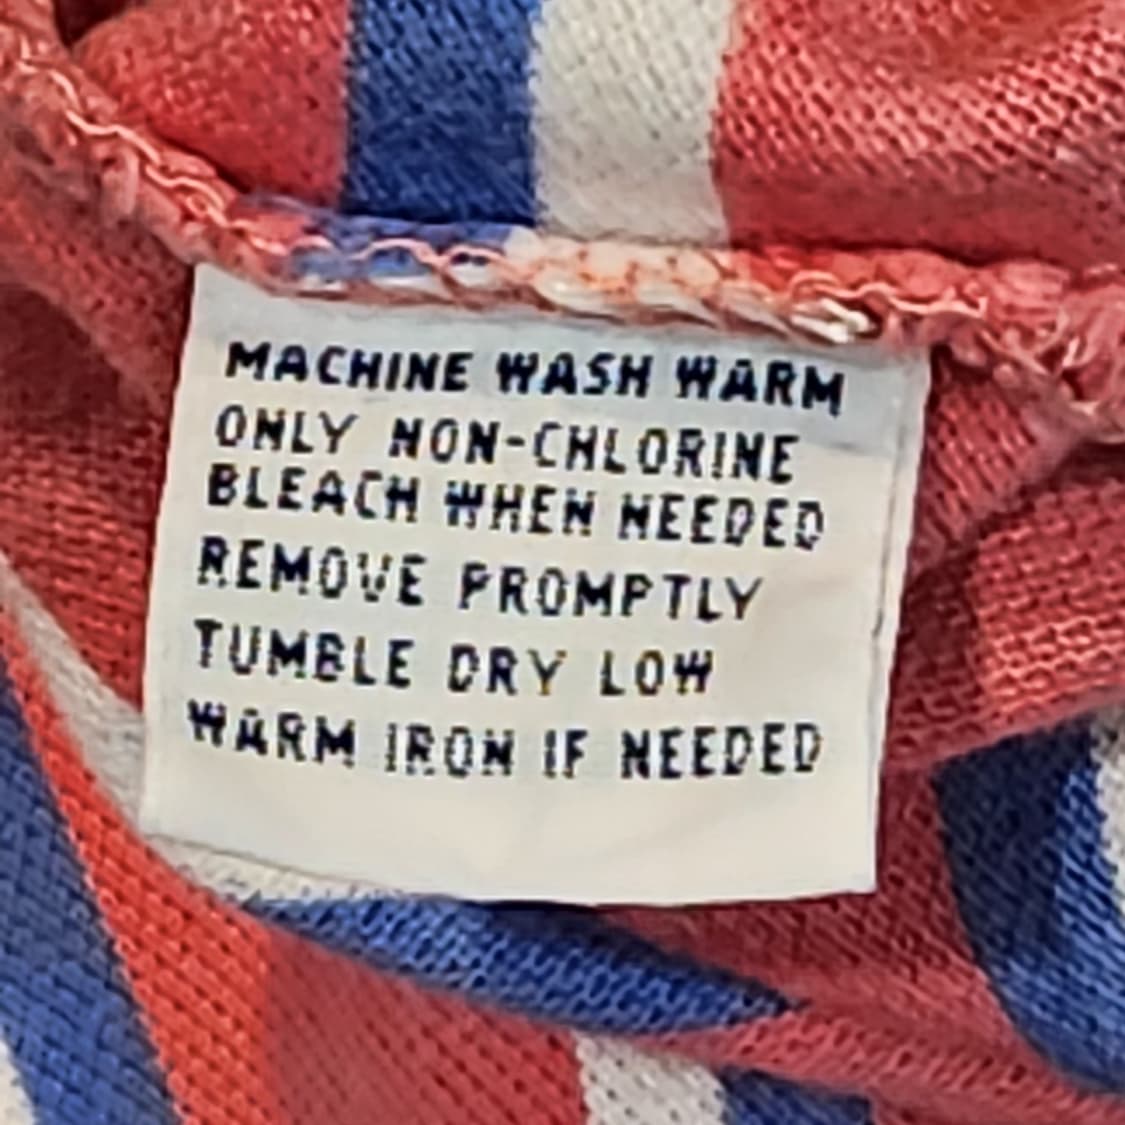 MACHINE WASH WARM
ONLY NON-CHLORINE
BLEACH WHEN NEEDED
REMOVE PROMPTLY
TUMBLE DRY LOW
WARM IRON IF NEEDED